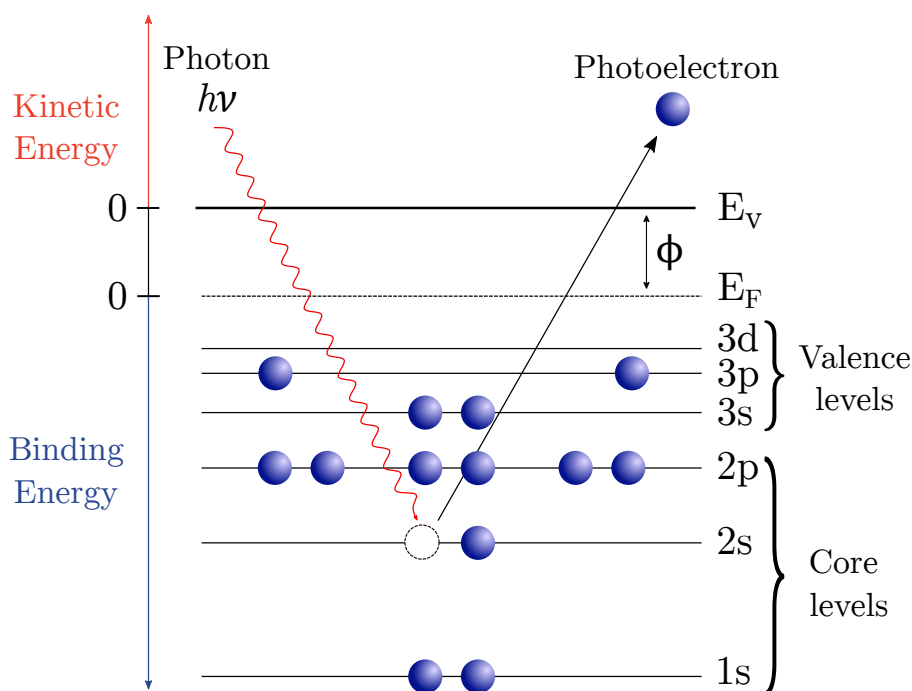 Photon
hν
Photoelectron
Kinetic
Energy
0
E_v
ϕ
0
E_F
3d
3p
3s
Valence
levels
Binding
Energy
2p
2s
Core
levels
1s